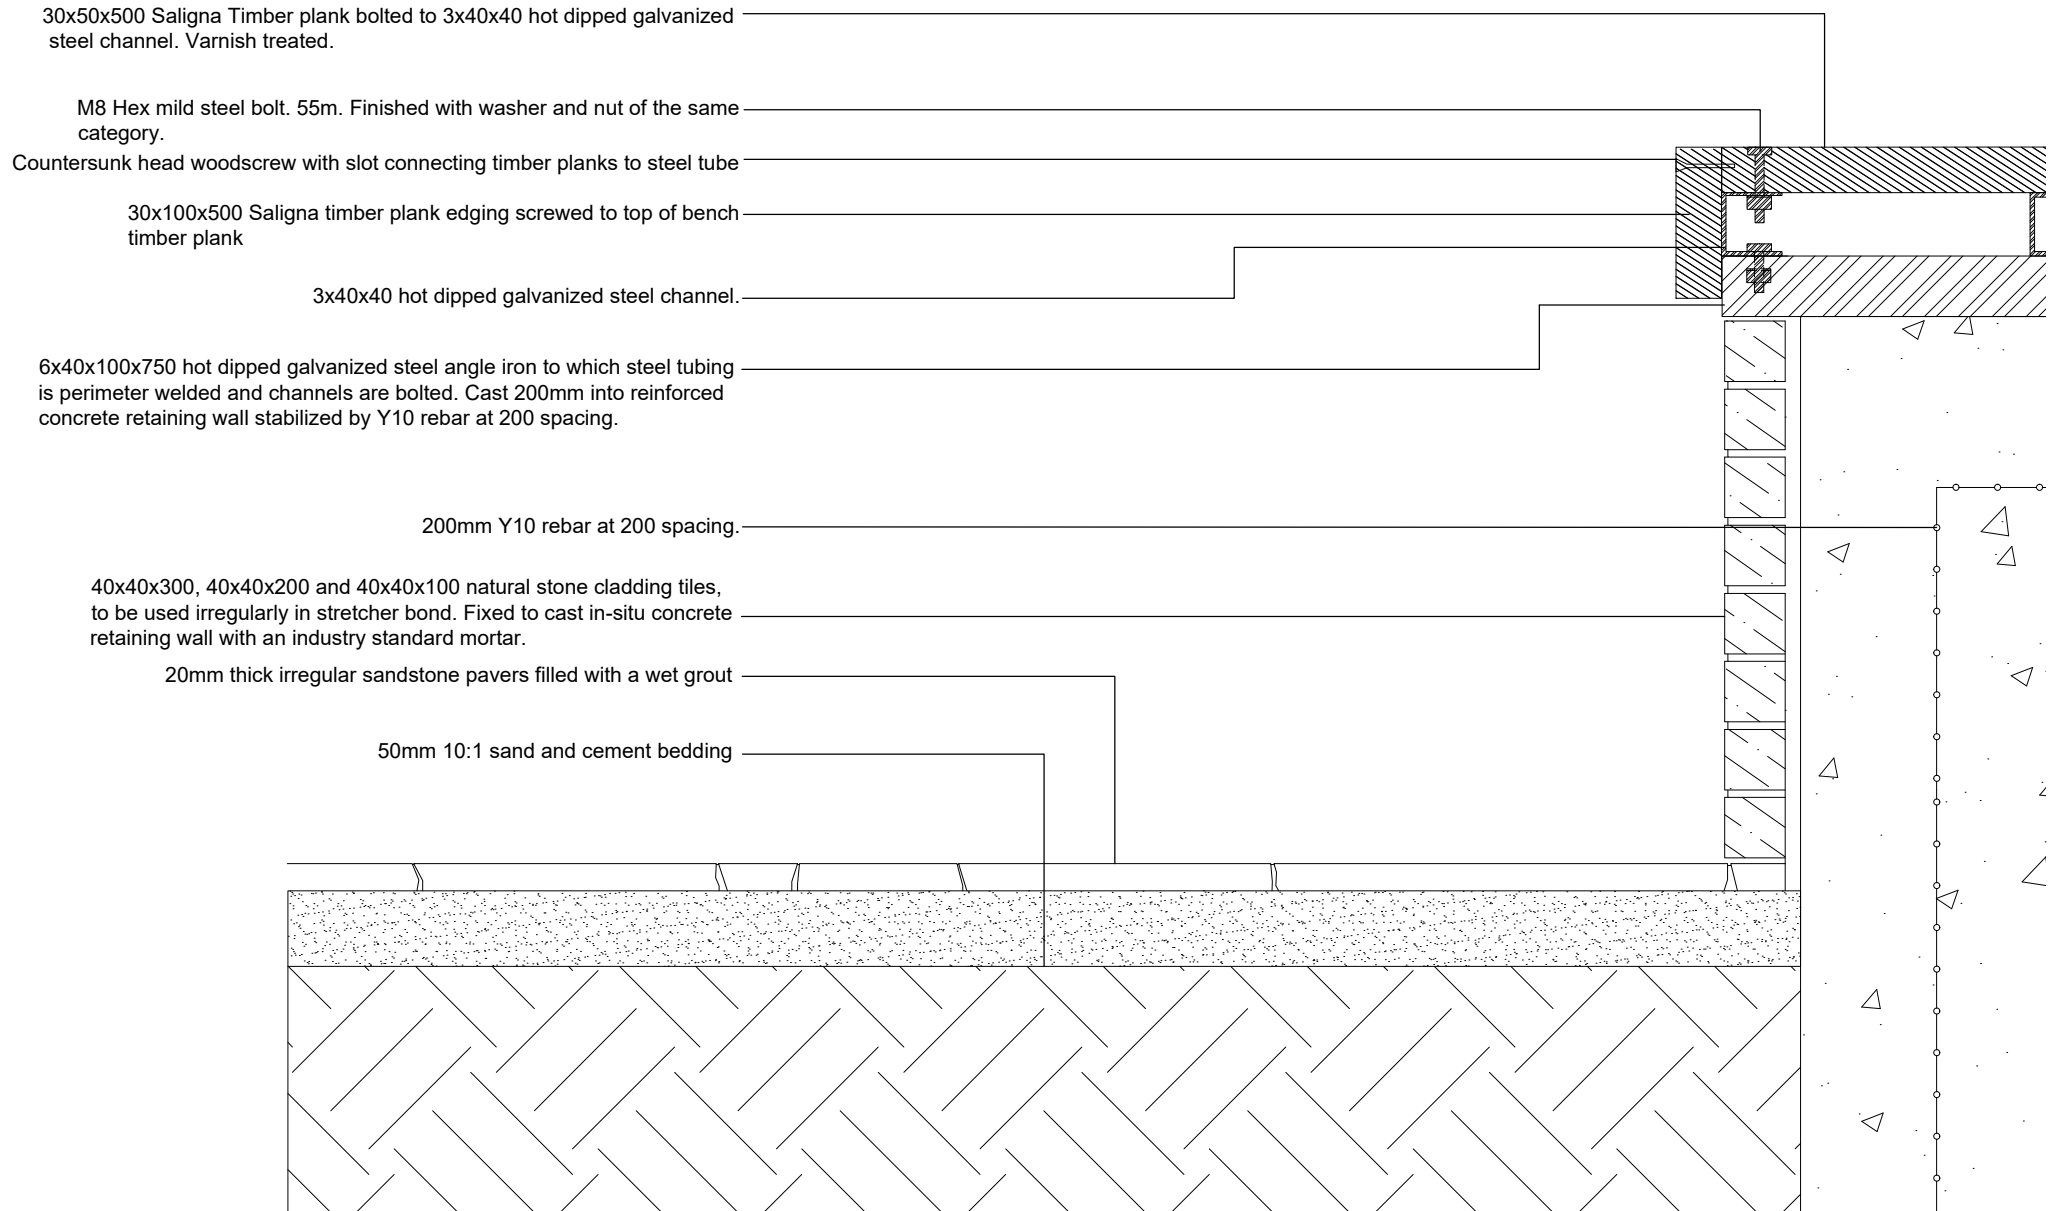 30x50x500 Saligna Timber plank bolted to 3x40x40 hot dipped galvanized
steel channel. Varnish treated.
M8 Hex mild steel bolt. 55m. Finished with washer and nut of the same
category.
Countersunk head woodscrew with slot connecting timber planks to steel tube
30x100x500 Saligna timber plank edging screwed to top of bench
timber plank
3x40x40 hot dipped galvanized steel channel.
6x40x100x750 hot dipped galvanized steel angle iron to which steel tubing
is perimeter welded and channels are bolted. Cast 200mm into reinforced
concrete retaining wall stabilized by Y10 rebar at 200 spacing.
200mm Y10 rebar at 200 spacing.
40x40x300, 40x40x200 and 40x40x100 natural stone cladding tiles,
to be used irregularly in stretcher bond. Fixed to cast in-situ concrete
retaining wall with an industry standard mortar.
20mm thick irregular sandstone pavers filled with a wet grout
50mm 10:1 sand and cement bedding